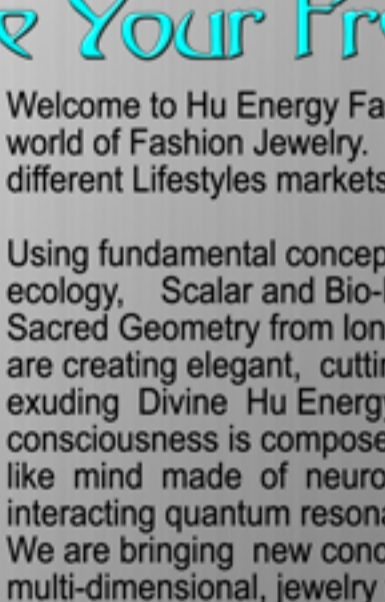 e Your Fr
Welcome to Hu Energy Fa
world of Fashion Jewelry.
different Lifestyles markets
Using fundamental concep
ecology, Scalar and Bio-
Sacred Geometry from lon
are creating elegant, cuttin
exuding Divine Hu Energy
consciousness is compose
like mind made of neuro
interacting quantum resona
We are bringing new conc
multi-dimensional, jewelry